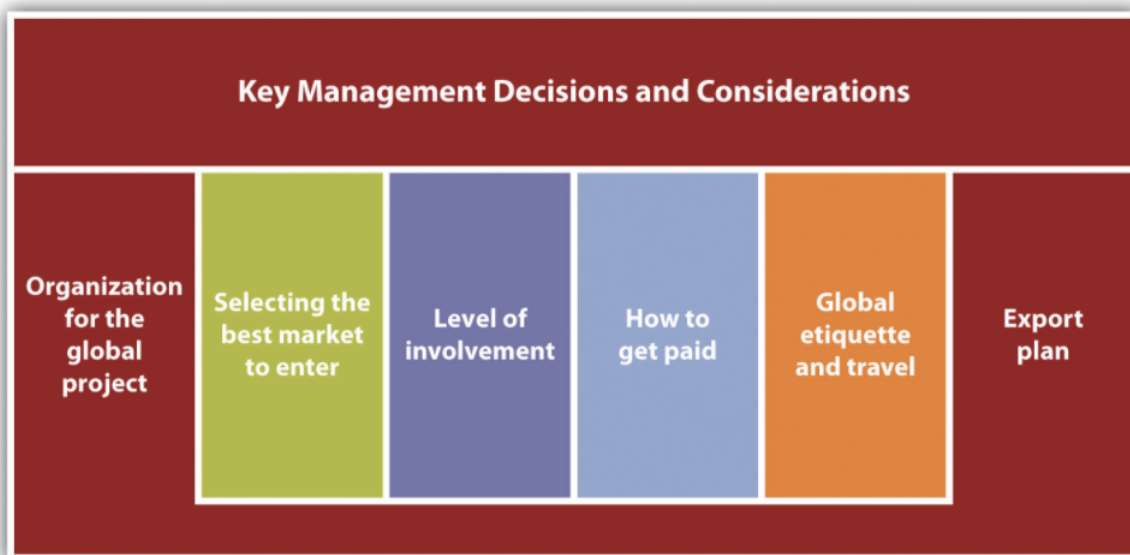 Key Management Decisions and Considerations
Organization
for the
global
project
Selecting the
best market
to enter
Level of
involvement
How to
get paid
Global
etiquette
and travel
Export
plan